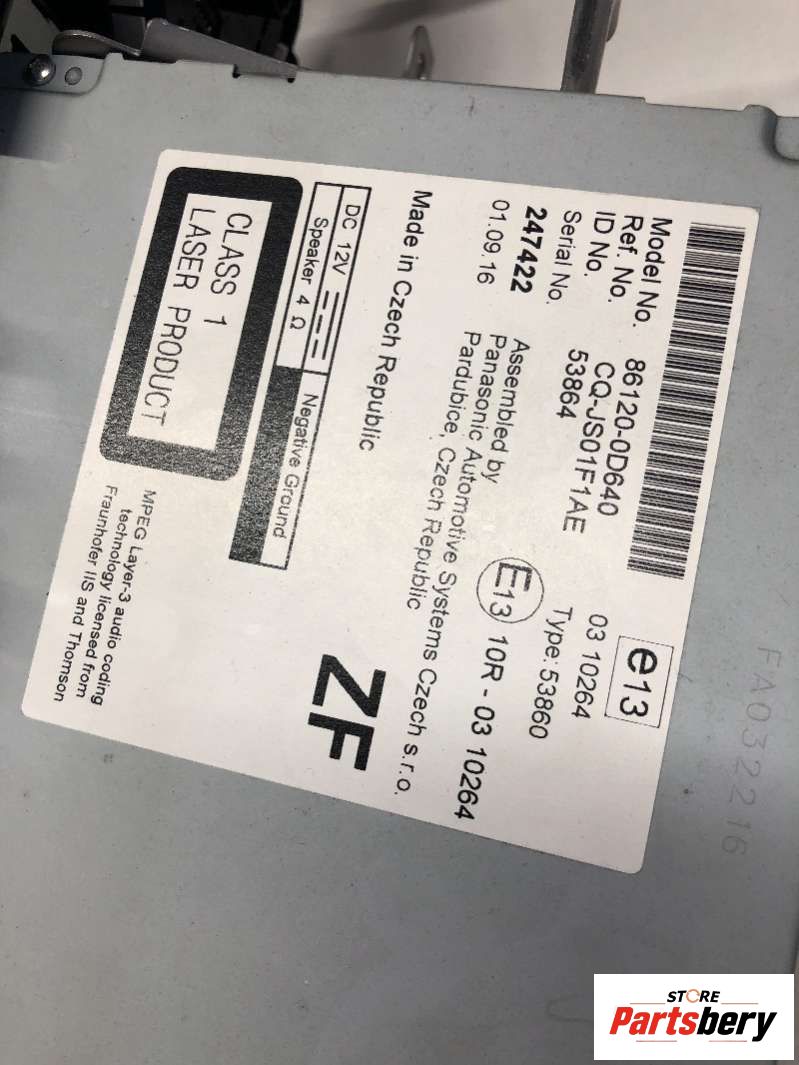 Model No. 86120-0D640
Ref. No. CQ-JS01F1AE
ID No. 53864
Serial No.
247422
01.09.16
e13
03 10264
Type: 53860
E13 10R - 03 10264
Assembled by
Panasonic Automotive Systems Czech s.r.o.
Pardubice, Czech Republic
Made in Czech Republic
ZF
DC 12V
Negative Ground
Speaker 4 Ω
CLASS 1
LASER PRODUCT
MPEG Layer-3 audio coding
technology licensed from
Fraunhofer IIS and Thomson
FA032216
STORE
Partsbery